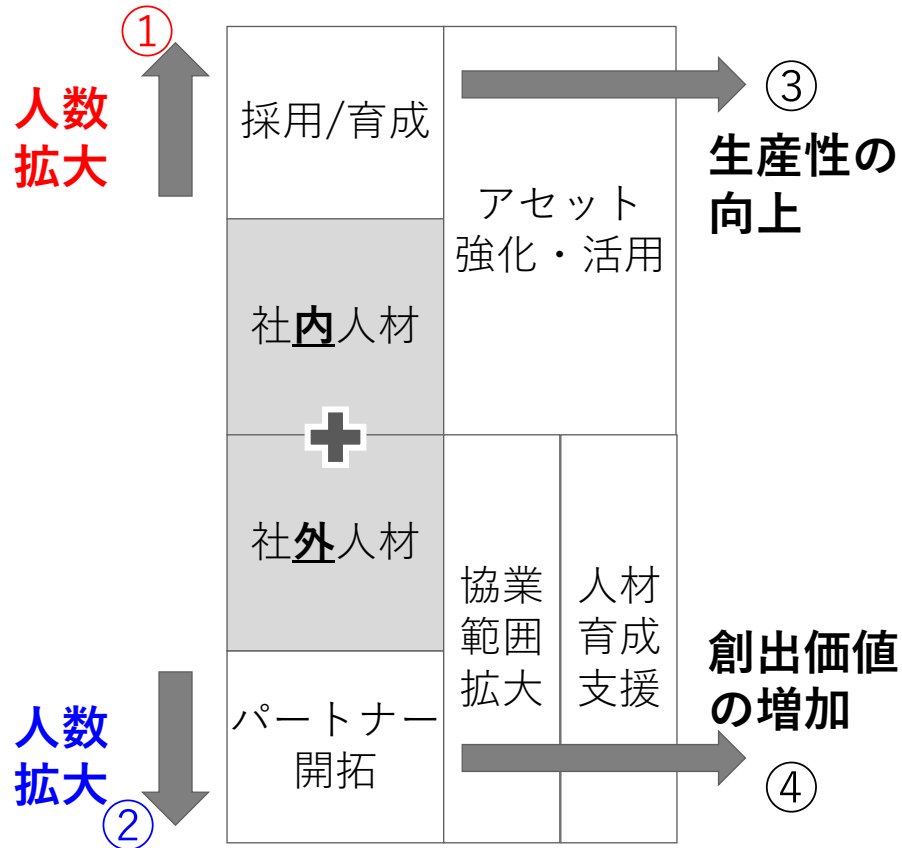 ①
人数
拡大
採用/育成
アセット
強化・活用
③
生産性の
向上
社内人材
社外人材
協業
範囲
拡大
人材
育成
支援
パートナー
開拓
人数
拡大
②
創出価値
の増加
④